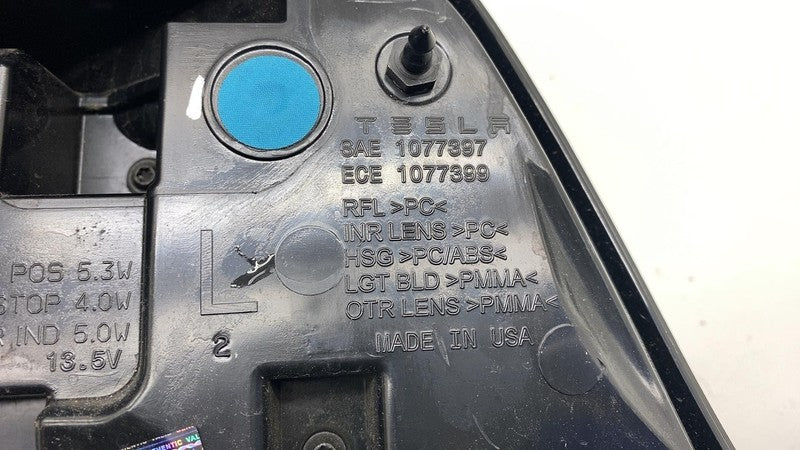 TESLA
SAE 1077397
ECE 1077399
RFL >PC<
INR LENS >PC<
HSG >PC/ABS<
LGT BLD >PMMA<
OTR LENS >PMMA<
MADE IN USA
L
2
POS 5.3W
STOP 4.0W
R IND 5.0W
13.5V